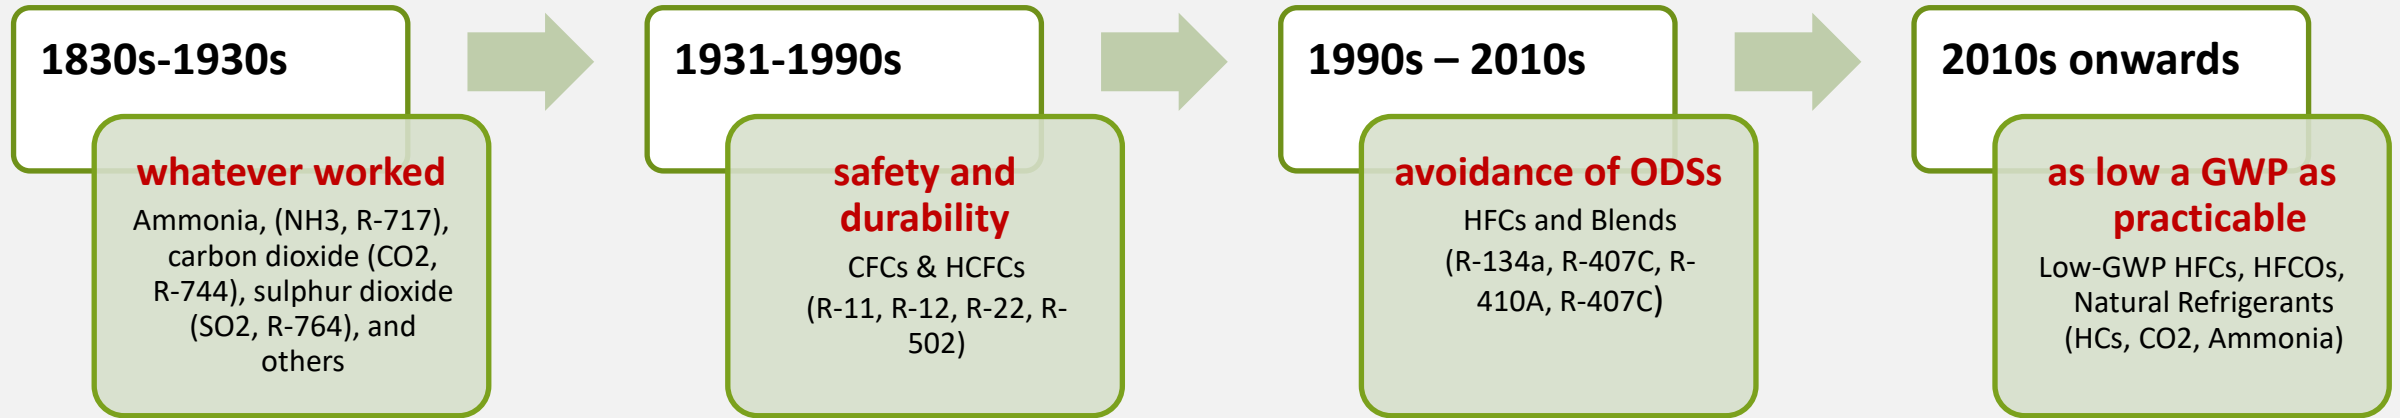 1830s-1930s
whatever worked
Ammonia, (NH3, R-717),
carbon dioxide (CO2,
R-744), sulphur dioxide
(SO2, R-764), and
others
1931-1990s
safety and
durability
CFCs & HCFCs
(R-11, R-12, R-22, R-
502)
1990s – 2010s
avoidance of ODSs
HFCs and Blends
(R-134a, R-407C, R-
410A, R-407C)
2010s onwards
as low a GWP as
practicable
Low-GWP HFCs, HFCOs,
Natural Refrigerants
(HCs, CO2, Ammonia)